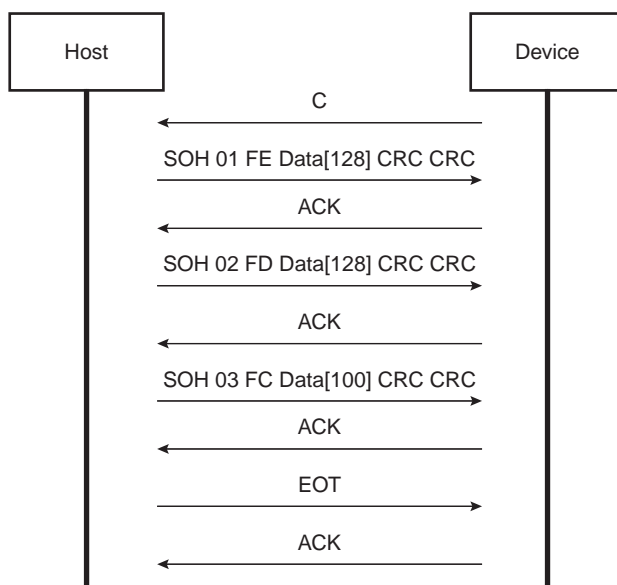 Host
Device
C
SOH 01 FE Data[128] CRC CRC
ACK
SOH 02 FD Data[128] CRC CRC
ACK
SOH 03 FC Data[100] CRC CRC
ACK
EOT
ACK